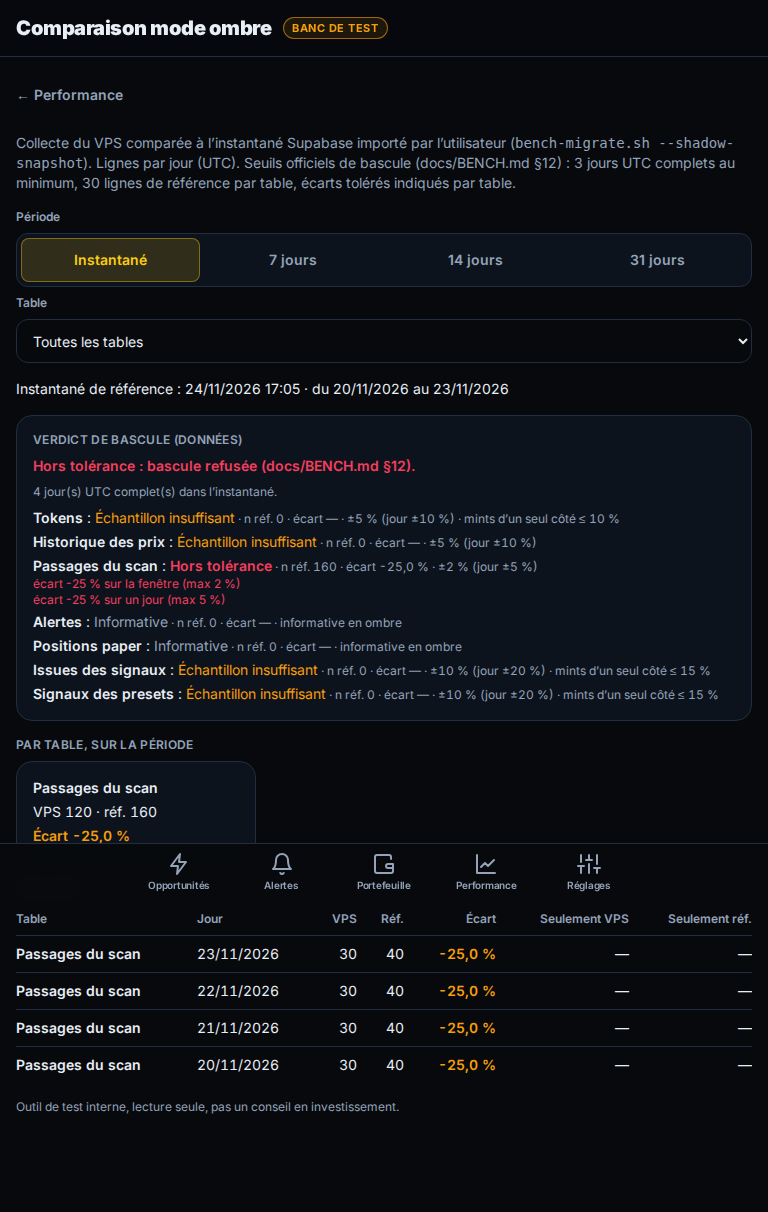 Comparaison mode ombre BANC DE TEST
← Performance
Collecte du VPS comparée à l'instantané Supabase importé par l'utilisateur (bench-migrate.sh --shadow-
snapshot). Lignes par jour (UTC). Seuils officiels de bascule (docs/BENCH.md §12) : 3 jours UTC complets au
minimum, 30 lignes de référence par table, écarts tolérés indiqués par table.
Période
Instantané 7 jours 14 jours 31 jours
Table
Toutes les tables
Instantané de référence : 24/11/2026 17:05 · du 20/11/2026 au 23/11/2026
VERDICT DE BASCULE (DONNÉES)
Hors tolérance : bascule refusée (docs/BENCH.md §12).
4 jour(s) UTC complet(s) dans l'instantané.
Tokens : Échantillon insuffisant · n réf. 0 · écart — · ±5 % (jour ±10 %) · mints d'un seul côté ≤ 10 %
Historique des prix : Échantillon insuffisant · n réf. 0 · écart — · ±5 % (jour ±10 %)
Passages du scan : Hors tolérance · n réf. 160 · écart -25,0 % · ±2 % (jour ±5 %)
écart -25 % sur la fenêtre (max 2 %)
écart -25 % sur un jour (max 5 %)
Alertes : Informative · n réf. 0 · écart — · informative en ombre
Positions paper : Informative · n réf. 0 · écart — · informative en ombre
Issues des signaux : Échantillon insuffisant · n réf. 0 · écart — · ±10 % (jour ±20 %) · mints d'un seul côté ≤ 15 %
Signaux des presets : Échantillon insuffisant · n réf. 0 · écart — · ±10 % (jour ±20 %) · mints d'un seul côté ≤ 15 %
PAR TABLE, SUR LA PÉRIODE
Passages du scan
VPS 120 · réf. 160
Écart -25,0 %
Opportunités Alertes Portefeuille Performance Réglages
Table Jour VPS Réf. Écart Seulement VPS Seulement réf.
Passages du scan 23/11/2026 30 40 -25,0 % — —
Passages du scan 22/11/2026 30 40 -25,0 % — —
Passages du scan 21/11/2026 30 40 -25,0 % — —
Passages du scan 20/11/2026 30 40 -25,0 % — —
Outil de test interne, lecture seule, pas un conseil en investissement.